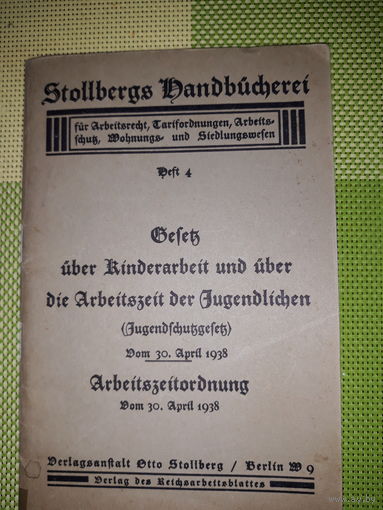 Stollbergs Handbücherei
für Arbeitsrecht, Tarifordnungen, Arbeits-
schutz, Wohnungs- und Siedlungswesen
Heft 4
Gesetz
über Kinderarbeit und über
die Arbeitszeit der Jugendlichen
(Jugendschutzgesetz)
Vom 30. April 1938
Arbeitszeitordnung
Vom 30. April 1938
Verlagsanstalt Otto Stollberg / Berlin W 9
Verlag des Reichsarbeitsblattes